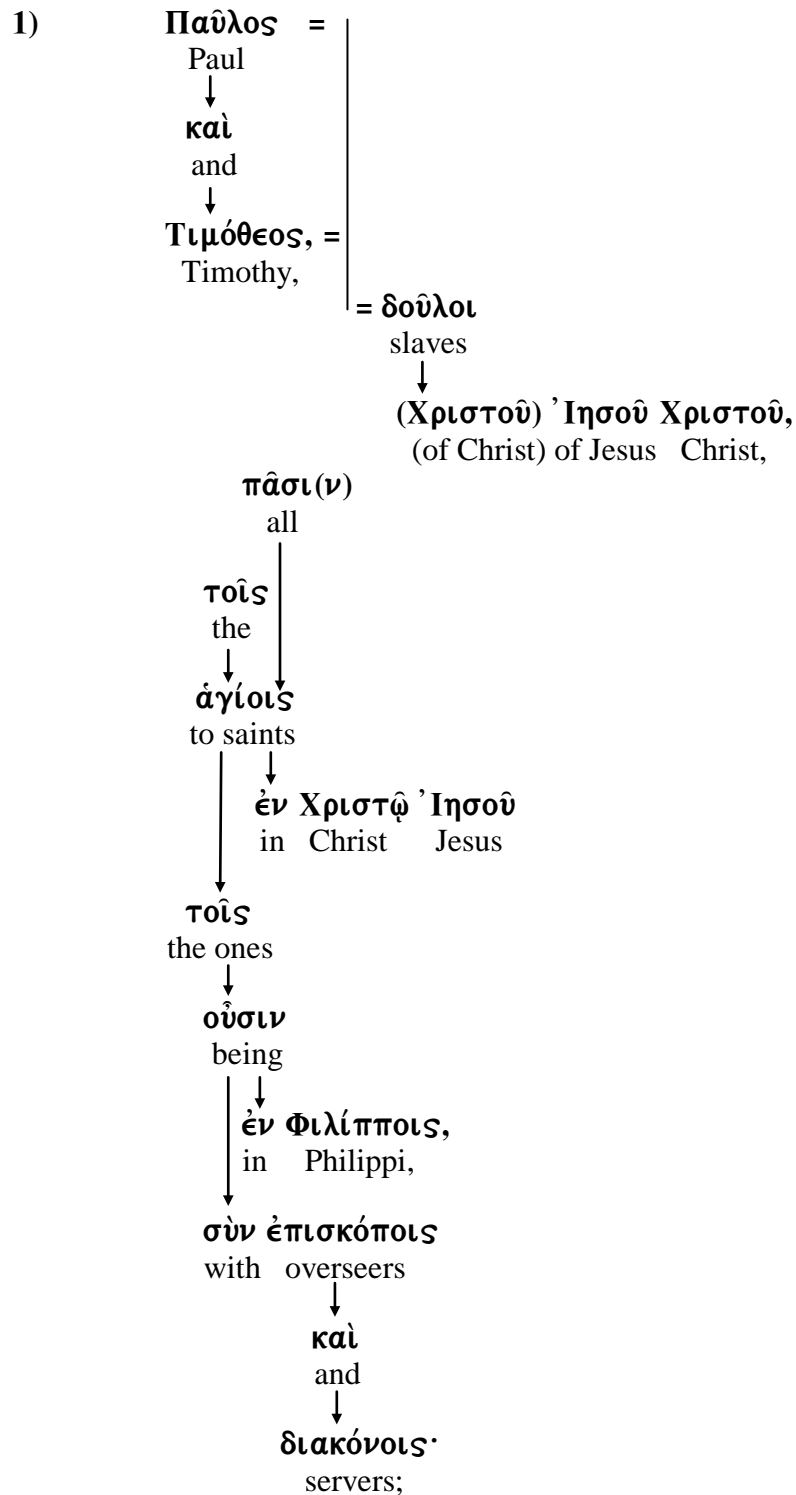 1) Παῦλος =
Paul
καὶ
and
Τιμόθεος, =
Timothy,
= δοῦλοι
slaves
(Χριστοῦ) Ἰησοῦ Χριστοῦ,
(of Christ) of Jesus Christ,
πᾶσι(ν)
all
τοῖς
the
ἁγίοις
to saints
ἐν Χριστῷ Ἰησοῦ
in Christ Jesus
τοῖς
the ones
οὖσιν
being
ἐν Φιλίπποις,
in Philippi,
σὺν ἐπισκόποις
with overseers
καὶ
and
διακόνοις·
servers;